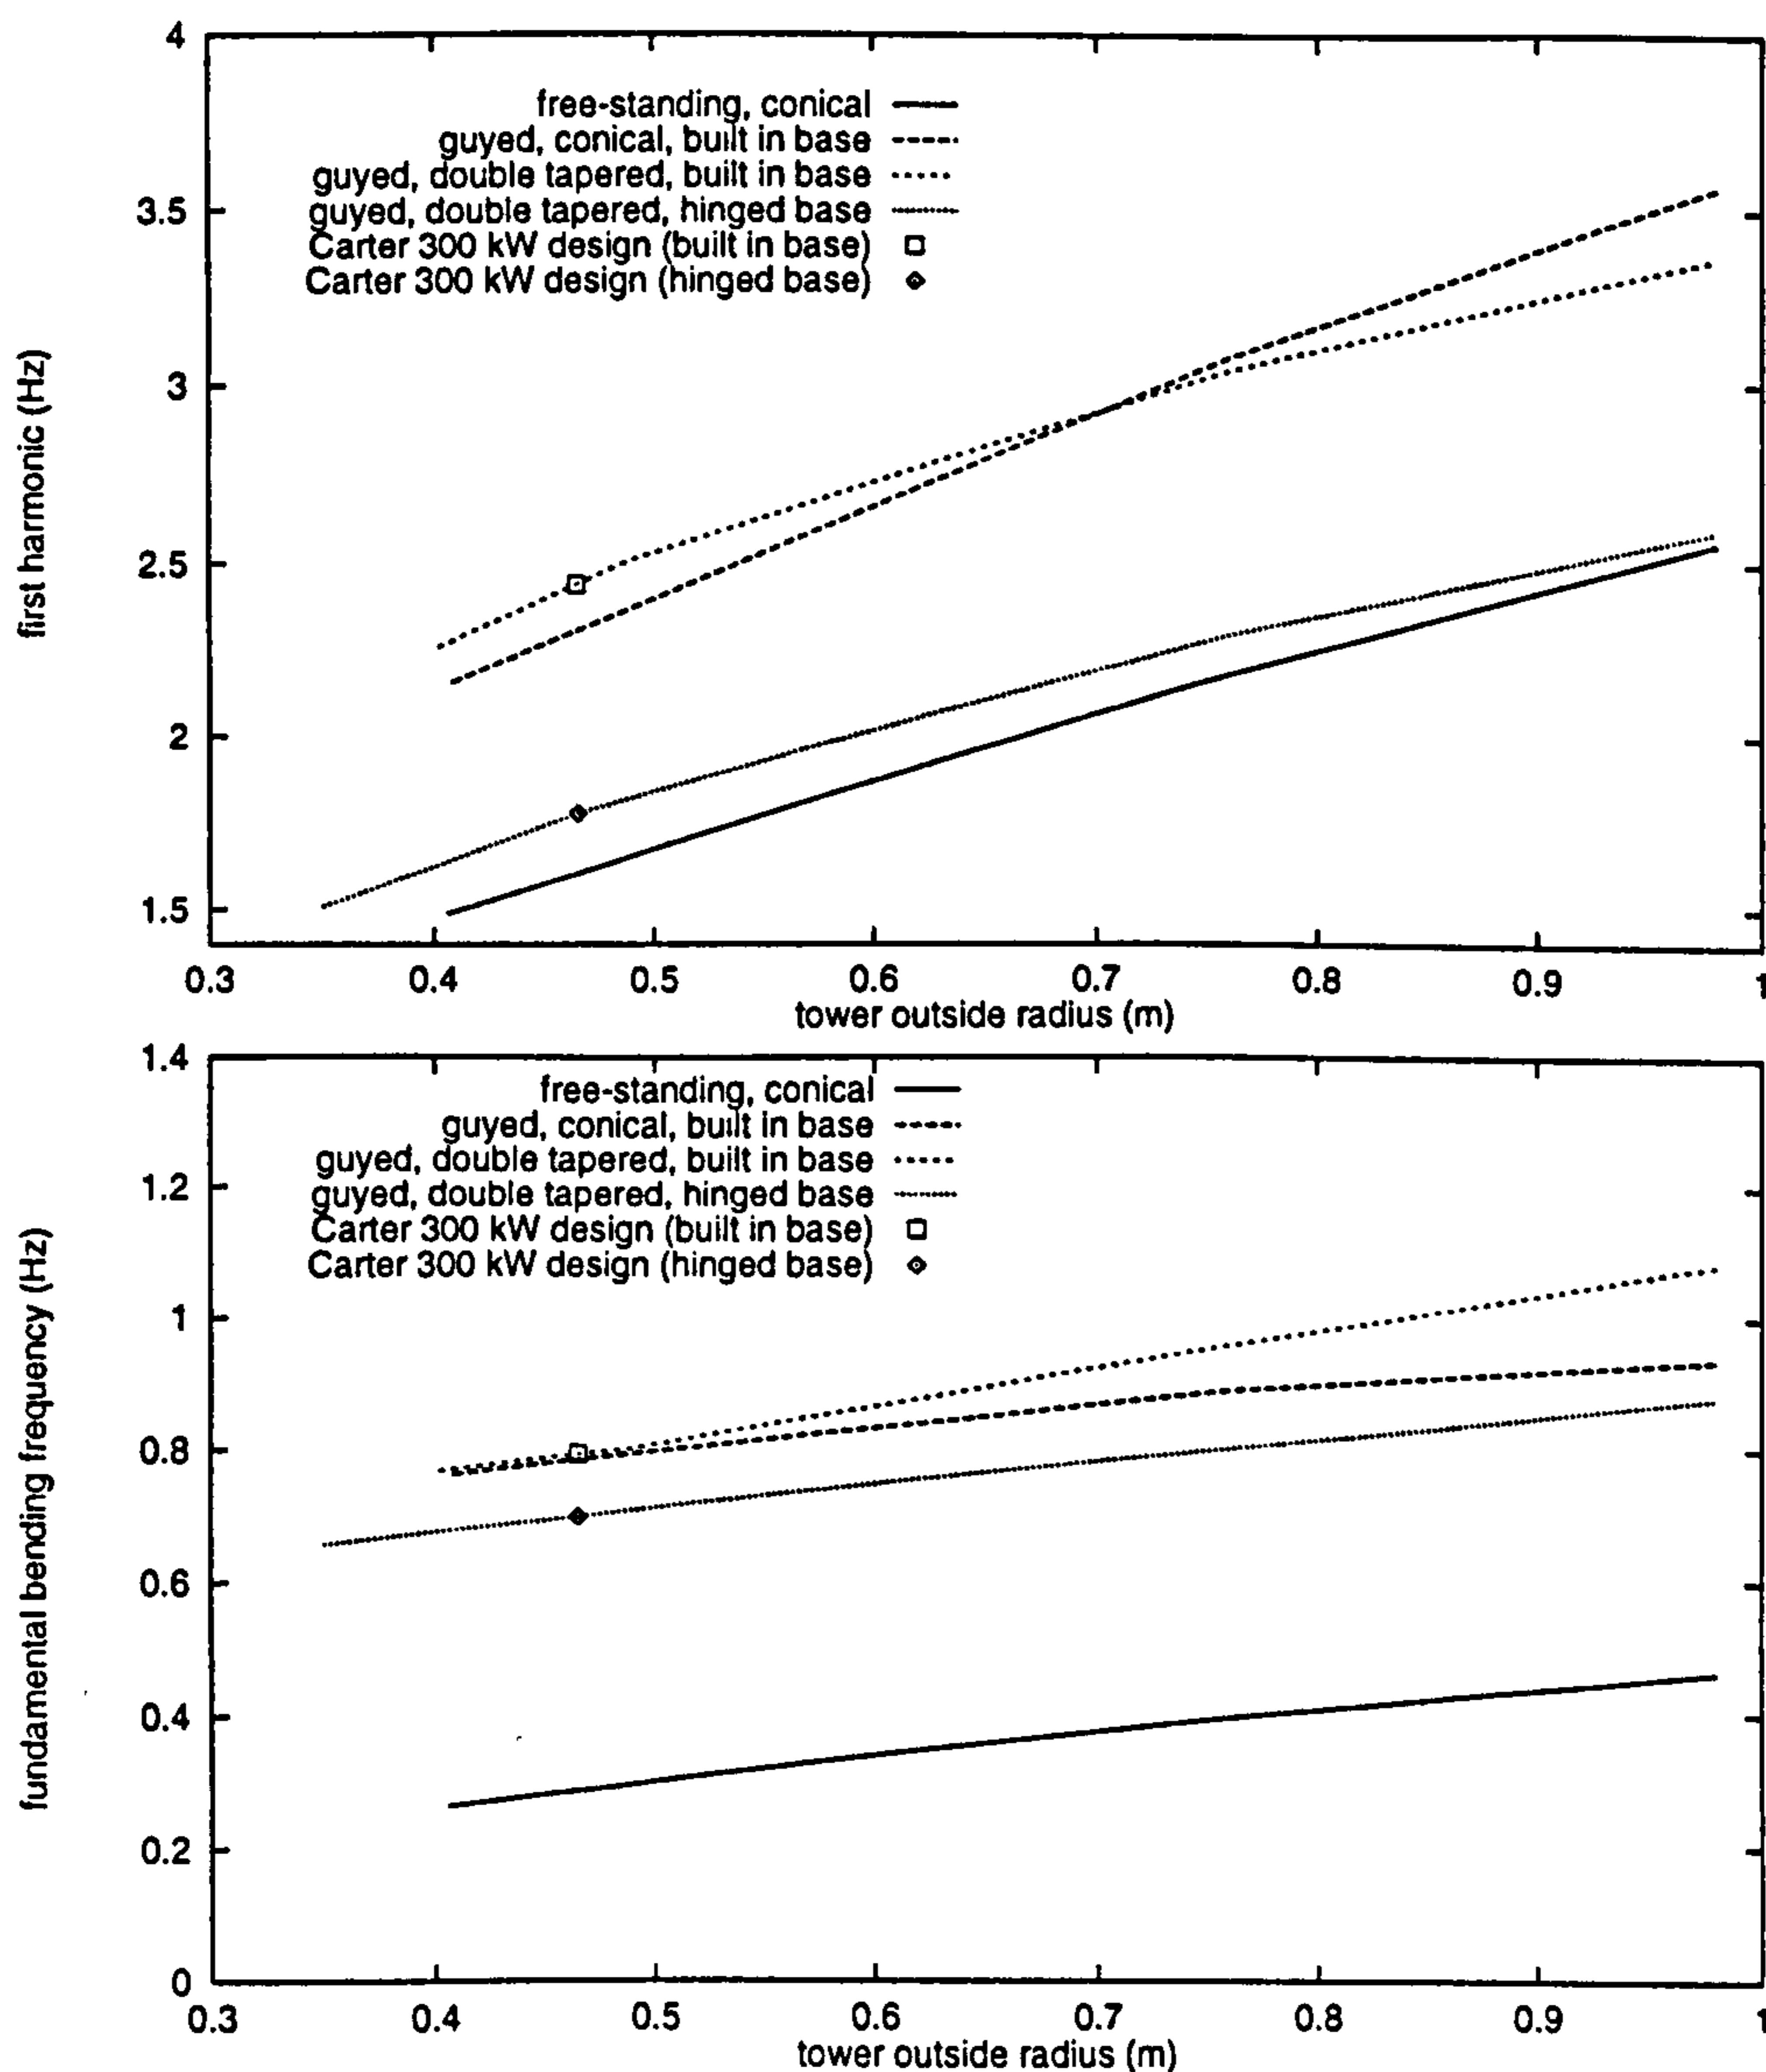 4
3.5
3
2.5
2
1.5
first harmonic (Hz)
free-standing, conical
guyed, conical, built in base
guyed, double tapered, built in base
guyed, double tapered, hinged base
Carter 300 kW design (built in base)
Carter 300 kW design (hinged base)
0.3 0.4 0.5 0.6 0.7 0.8 0.9 1
tower outside radius (m)
1.4
1.2
1
0.8
0.6
0.4
0.2
0
fundamental bending frequency (Hz)
free-standing, conical
guyed, conical, built in base
guyed, double tapered, built in base
guyed, double tapered, hinged base
Carter 300 kW design (built in base)
Carter 300 kW design (hinged base)
0.3 0.4 0.5 0.6 0.7 0.8 0.9 1
tower outside radius (m)